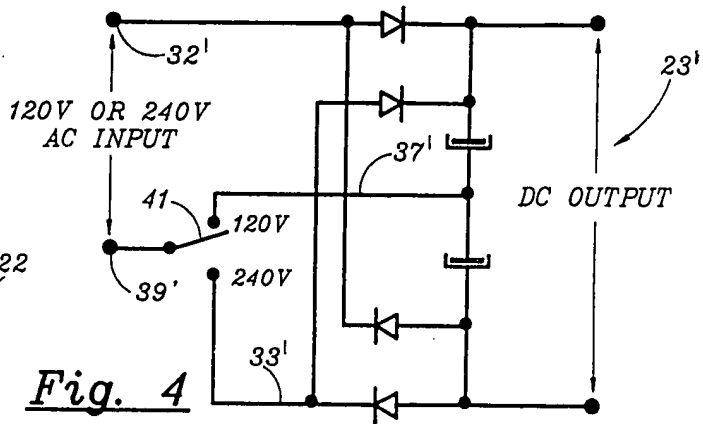 32'
23'
120V OR 240V
AC INPUT
37'
DC OUTPUT
41
120V
22
39'
240V
33'
Fig. 4